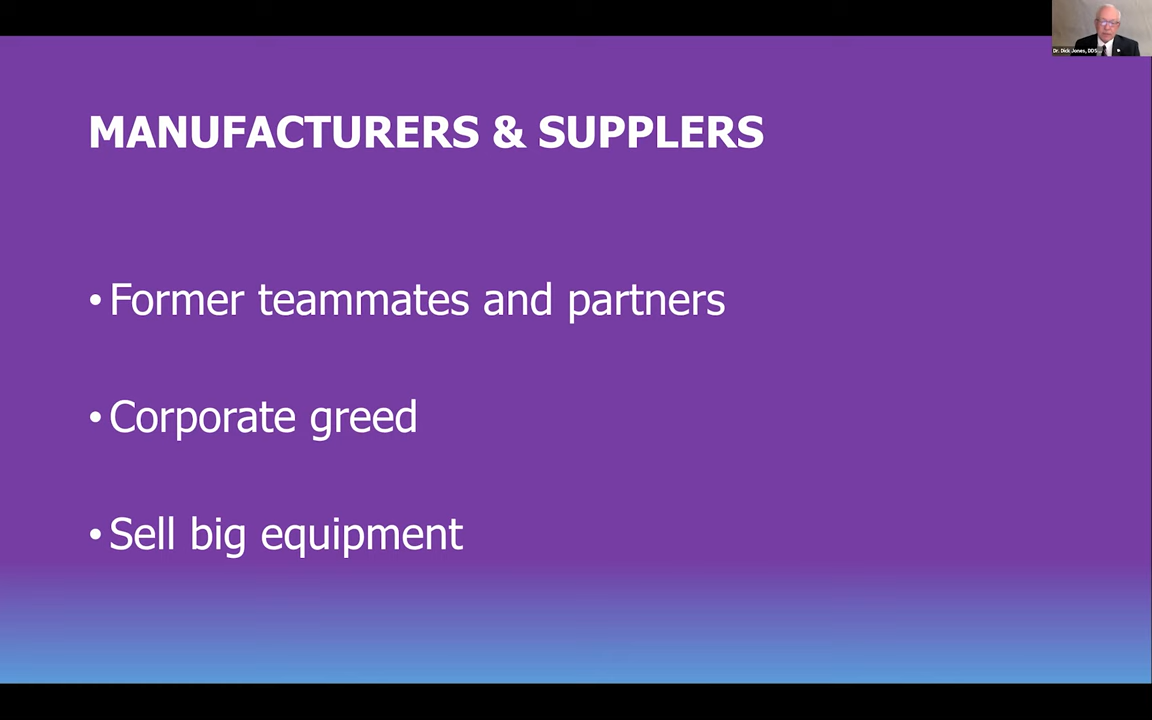 Dr. Dick Jones, DDS...
MANUFACTURERS & SUPPLERS
• Former teammates and partners
• Corporate greed
• Sell big equipment